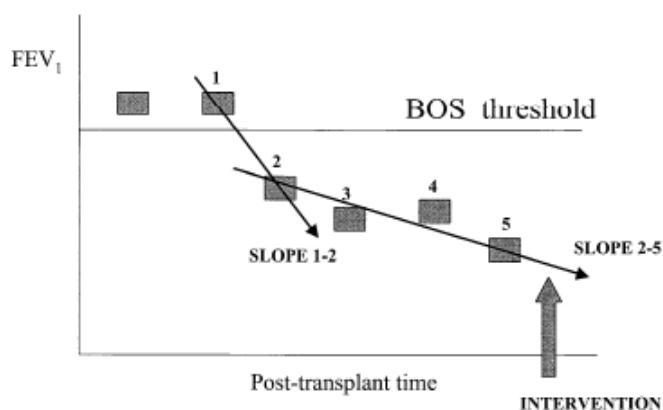 FEV1
1
BOS threshold
2
3
4
5
SLOPE 1-2
SLOPE 2-5
Post-transplant time
INTERVENTION